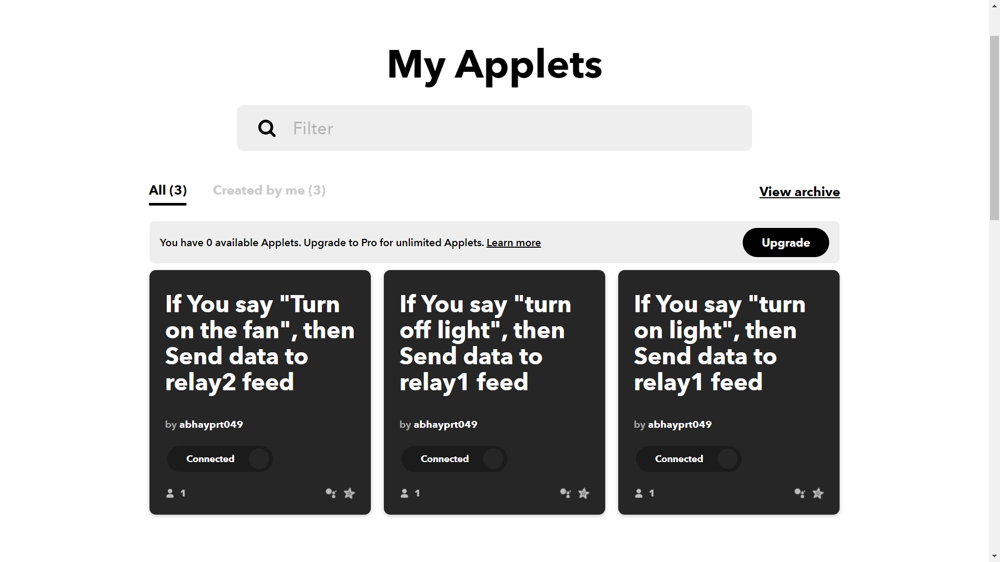 My Applets
Filter
All (3)
Created by me (3)
View archive
You have 0 available Applets. Upgrade to Pro for unlimited Applets. Learn more
Upgrade
If You say "Turn
on the fan", then
Send data to
relay2 feed
by abhayprt049
Connected
1
If You say "turn
off light", then
Send data to
relay1 feed
by abhayprt049
Connected
1
If You say "turn
on light", then
Send data to
relay1 feed
by abhayprt049
Connected
1